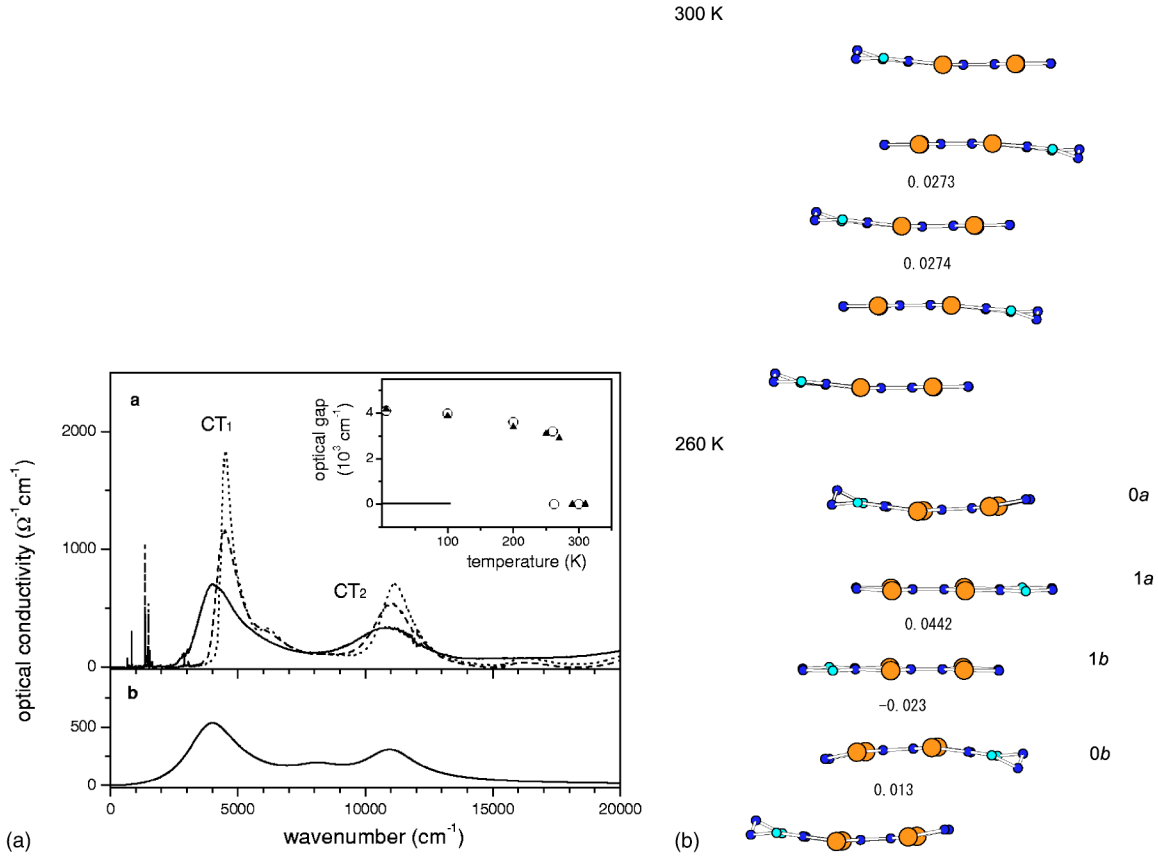 a
CT1
CT2
2000
1000
0
optical conductivity (Ω⁻¹ cm⁻¹)
optical gap
(10³ cm⁻¹)
4
2
0
100
200
300
temperature (K)
b
500
0
0
5000
10000
15000
20000
wavenumber (cm⁻¹)
(a)
300 K
0.0273
0.0274
260 K
0a
1a
0.0442
1b
-0.023
0b
0.013
(b)